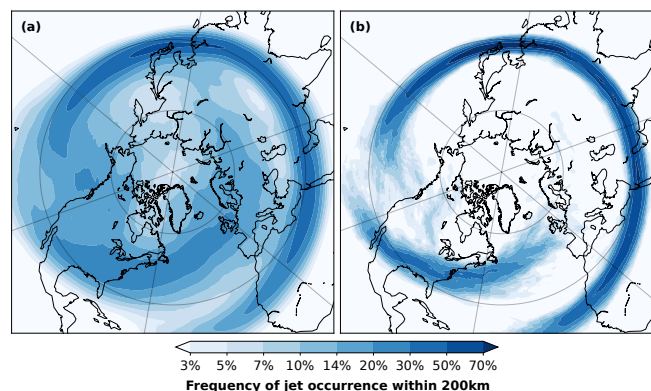 (a)
(b)
3% 5% 7% 10% 14% 20% 30% 50% 70%
Frequency of jet occurrence within 200km